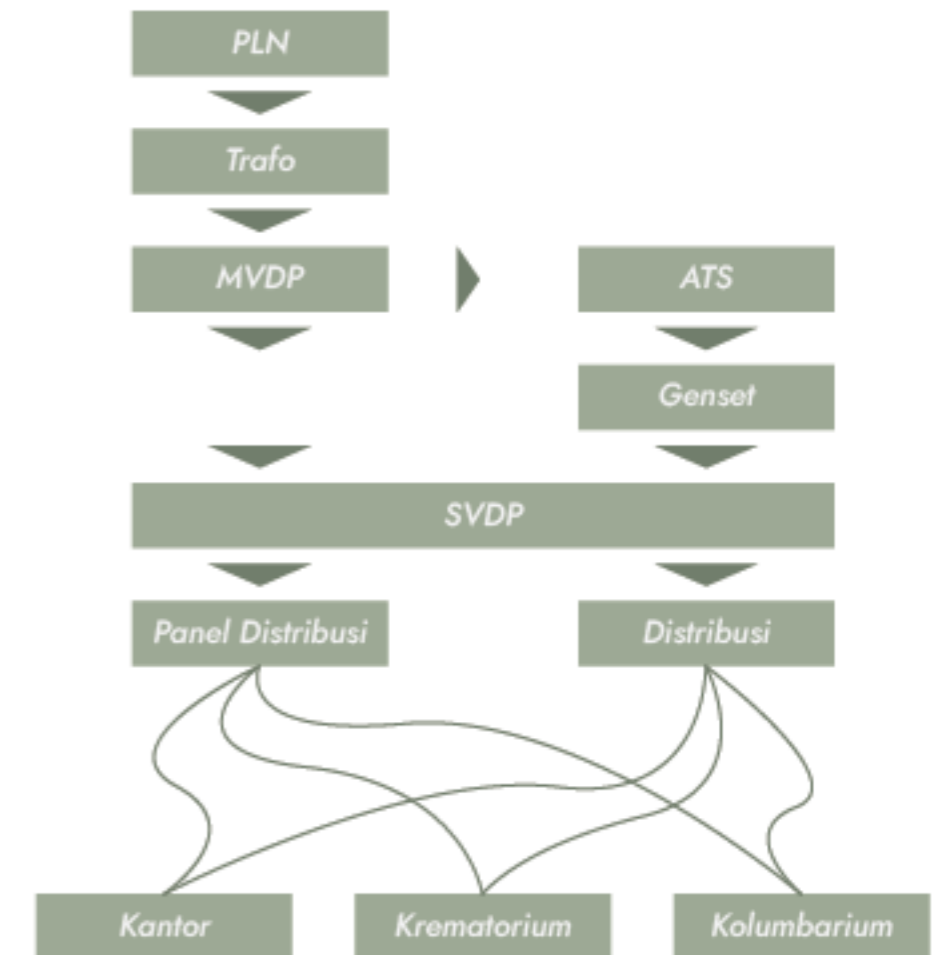 PLN
Trafo
MVDP
ATS
Genset
SVDP
Panel Distribusi
Distribusi
Kantor
Krematorium
Kolumbarium